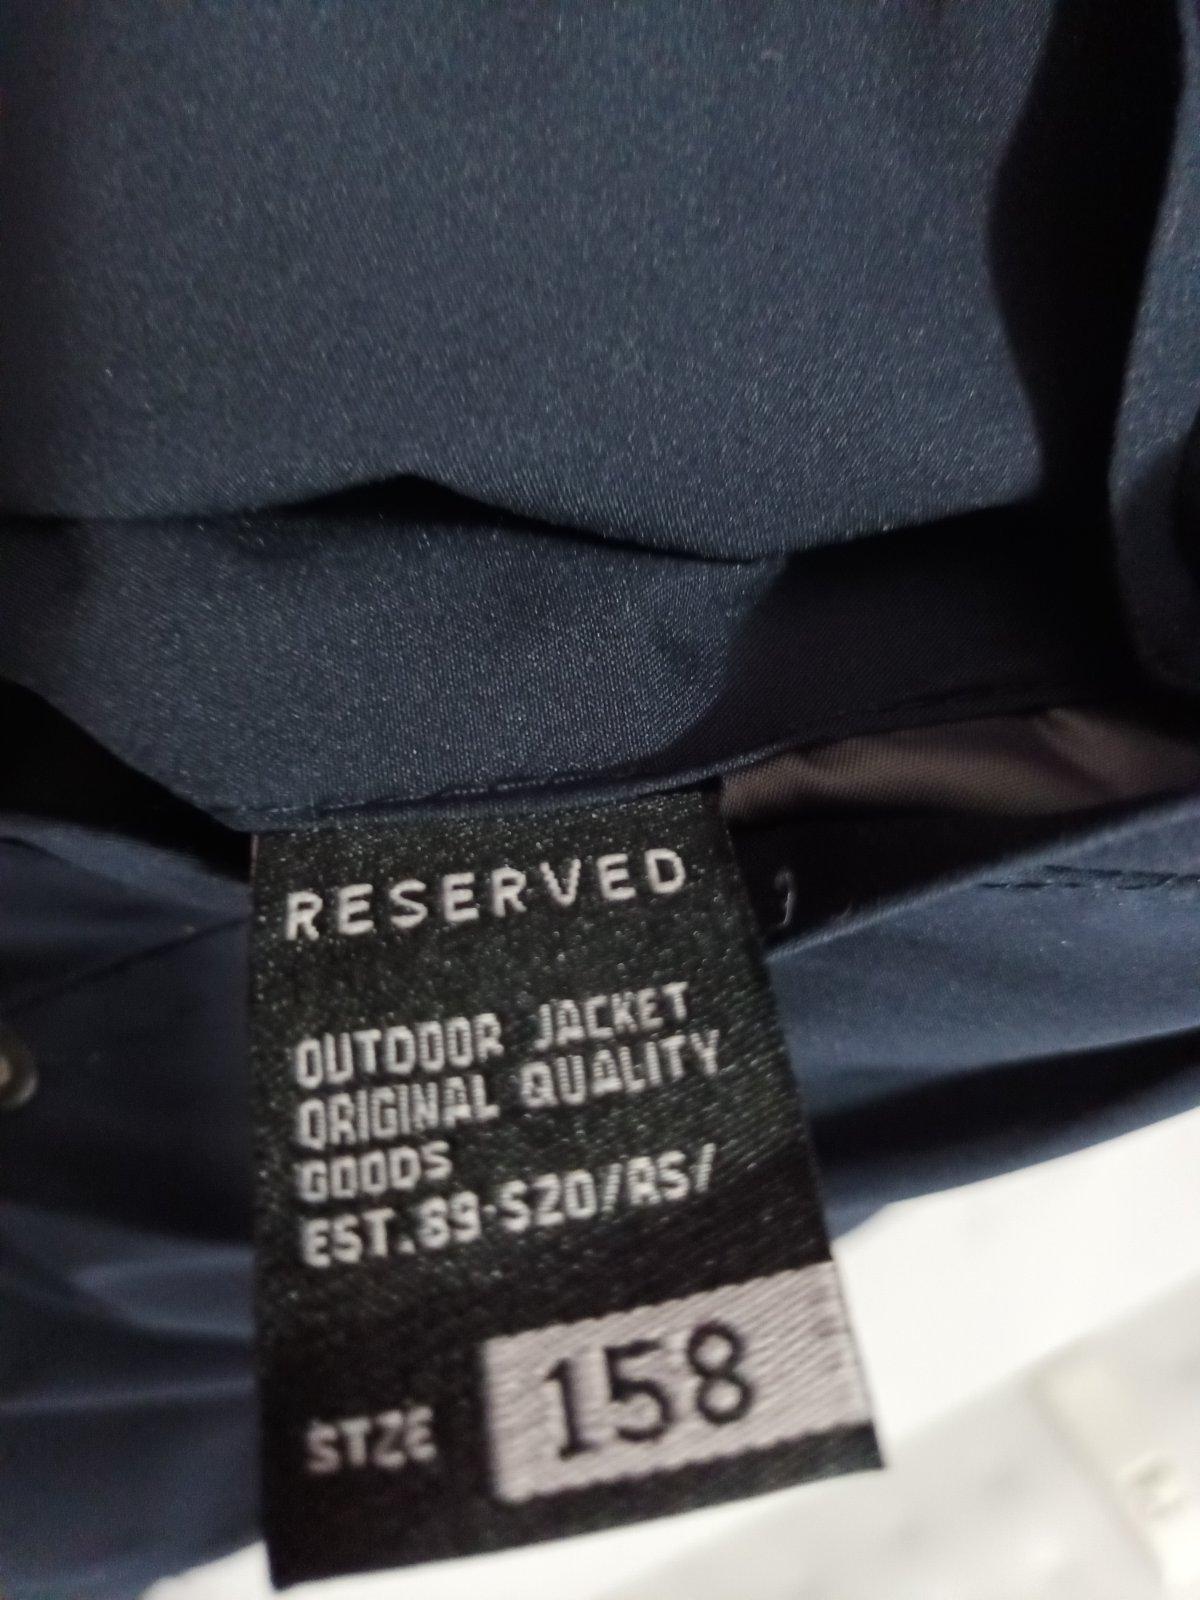 RESERVED
OUTDOOR JACKET
ORIGINAL QUALITY
GOODS
EST.89-SZO/RS/
SIZE 158